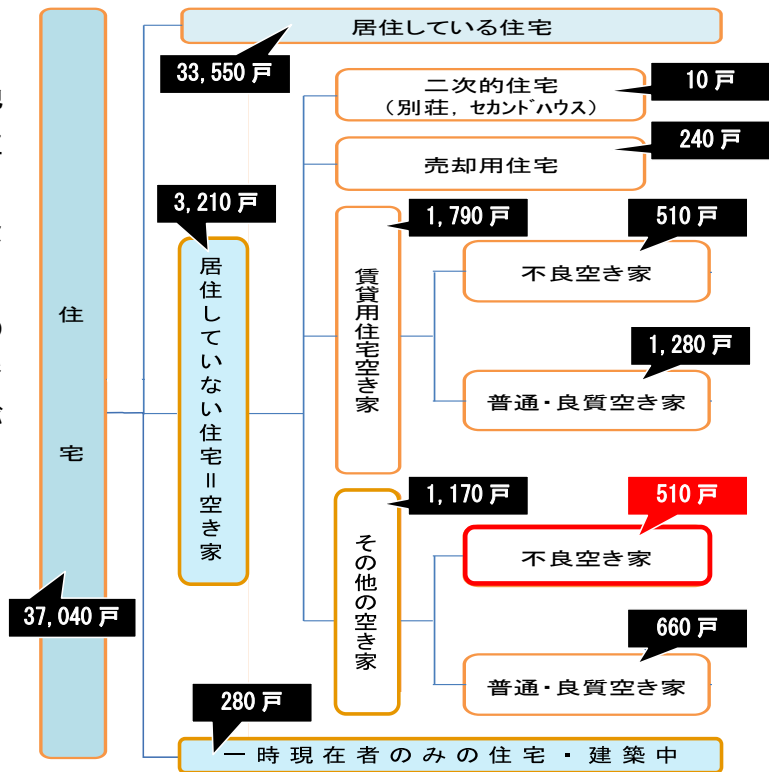 居住している住宅
33,550戸
二次的住宅
（別荘，セカンドハウス）
10戸
売却用住宅
240戸
3,210戸
居住していない住宅＝空き家
1,790戸
賃貸用住宅空き家
510戸
不良空き家
1,280戸
普通・良質空き家
住宅
37,040戸
1,170戸
その他の空き家
510戸
不良空き家
660戸
普通・良質空き家
280戸
一時現在者のみの住宅・建築中